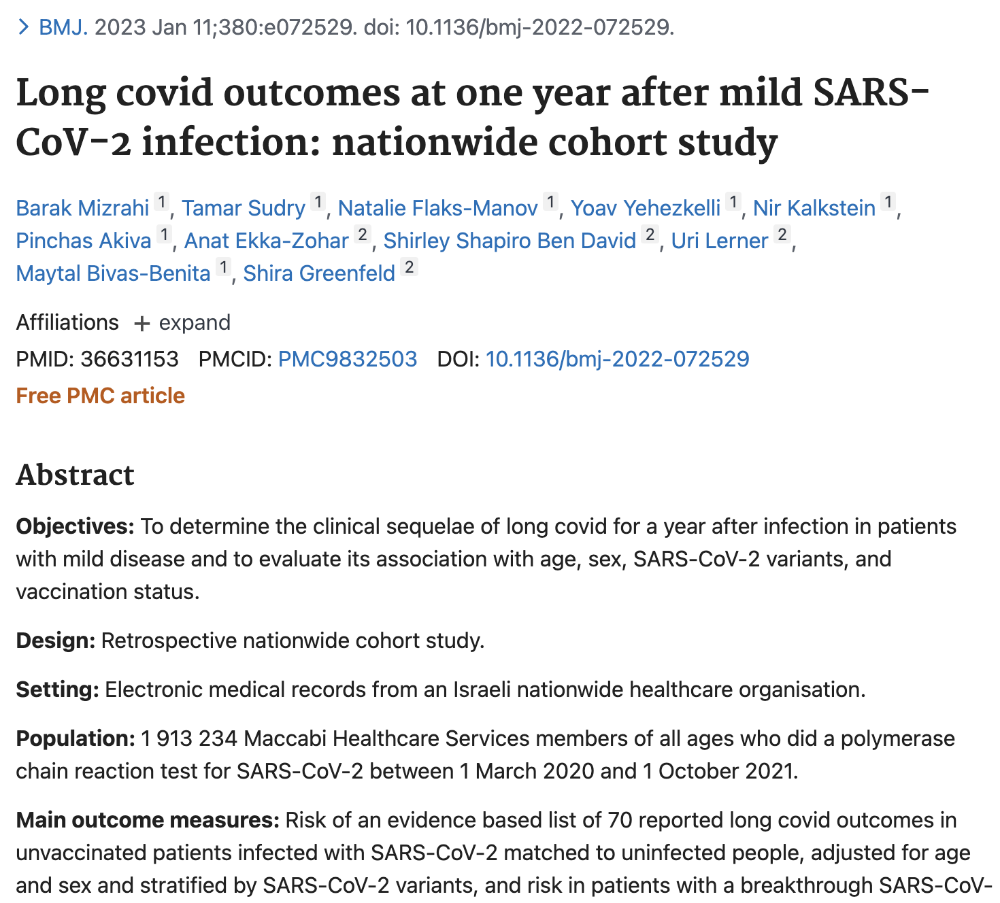 > BMJ. 2023 Jan 11;380:e072529. doi: 10.1136/bmj-2022-072529.
Long covid outcomes at one year after mild SARS-
CoV-2 infection: nationwide cohort study
Barak Mizrahi 1, Tamar Sudry 1, Natalie Flaks-Manov 1, Yoav Yehezkelli 1, Nir Kalkstein 1,
Pinchas Akiva 1, Anat Ekka-Zohar 2, Shirley Shapiro Ben David 2, Uri Lerner 2,
Maytal Bivas-Benita 1, Shira Greenfeld 2
Affiliations + expand
PMID: 36631153 PMCID: PMC9832503 DOI: 10.1136/bmj-2022-072529
Free PMC article
Abstract
Objectives: To determine the clinical sequelae of long covid for a year after infection in patients
with mild disease and to evaluate its association with age, sex, SARS-CoV-2 variants, and
vaccination status.
Design: Retrospective nationwide cohort study.
Setting: Electronic medical records from an Israeli nationwide healthcare organisation.
Population: 1 913 234 Maccabi Healthcare Services members of all ages who did a polymerase
chain reaction test for SARS-CoV-2 between 1 March 2020 and 1 October 2021.
Main outcome measures: Risk of an evidence based list of 70 reported long covid outcomes in
unvaccinated patients infected with SARS-CoV-2 matched to uninfected people, adjusted for age
and sex and stratified by SARS-CoV-2 variants, and risk in patients with a breakthrough SARS-CoV-